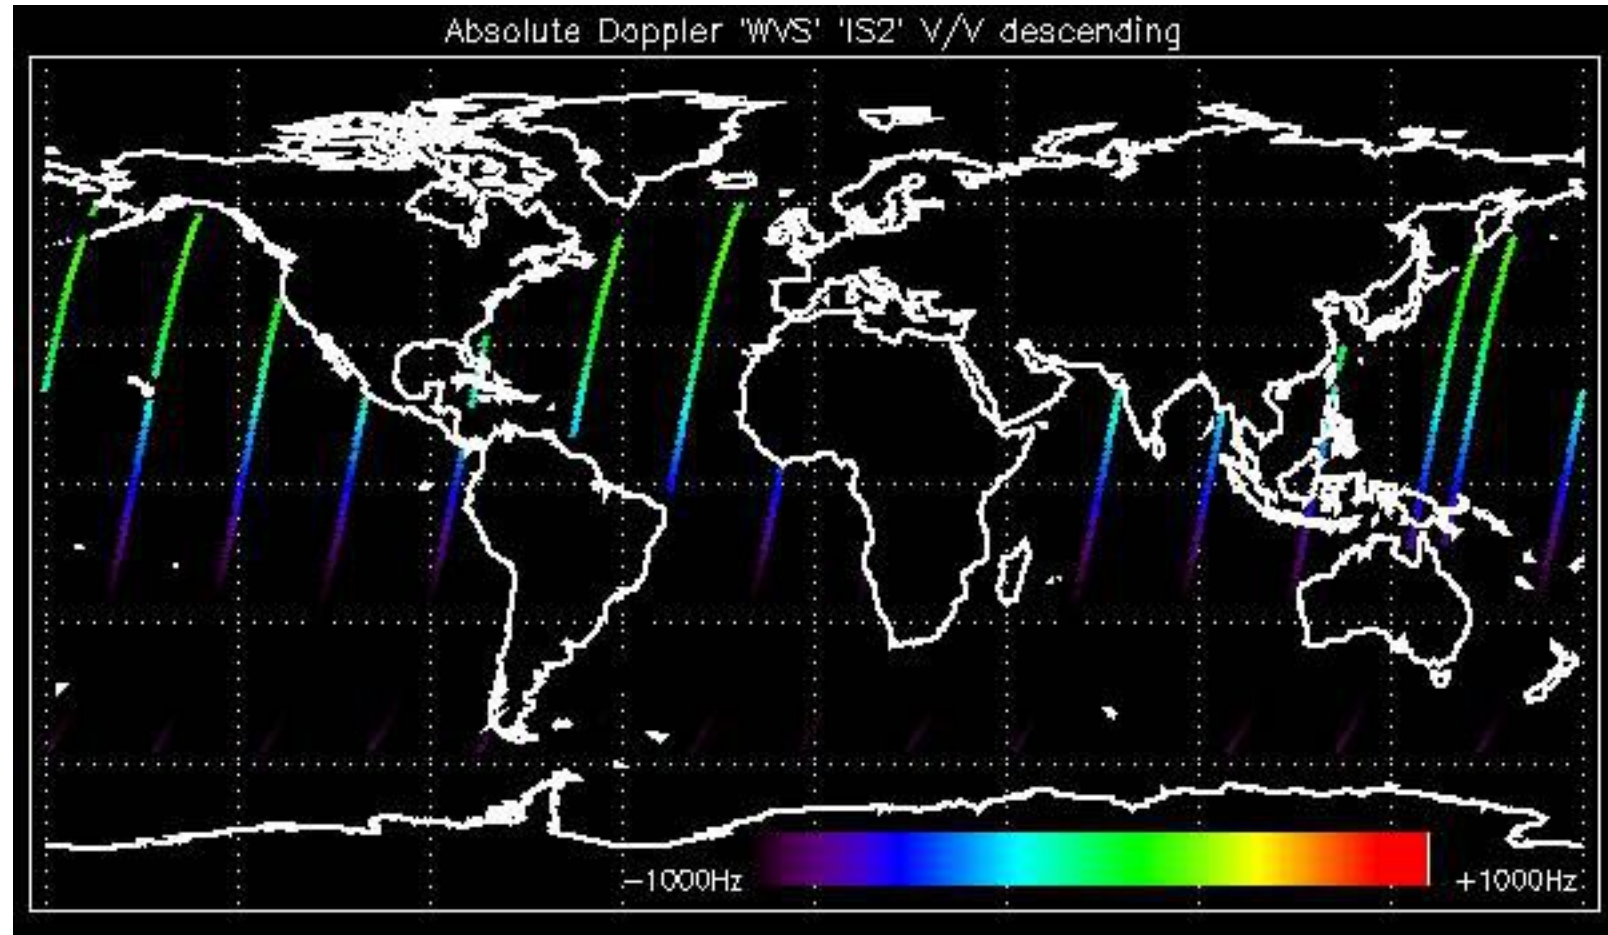 Absolute Doppler 'WVS' 'IS2' V/V descending
−1000Hz
+1000Hz